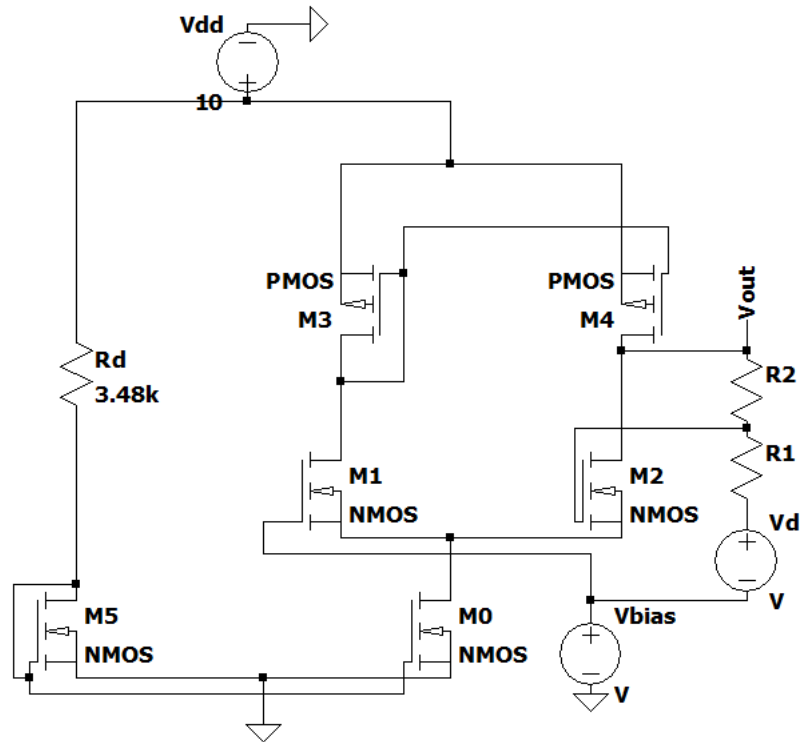 Vdd
10
PMOS
M3
PMOS
M4
Vout
Rd
3.48k
R2
R1
M1
NMOS
M2
NMOS
Vd
V
M5
NMOS
M0
NMOS
Vbias
V